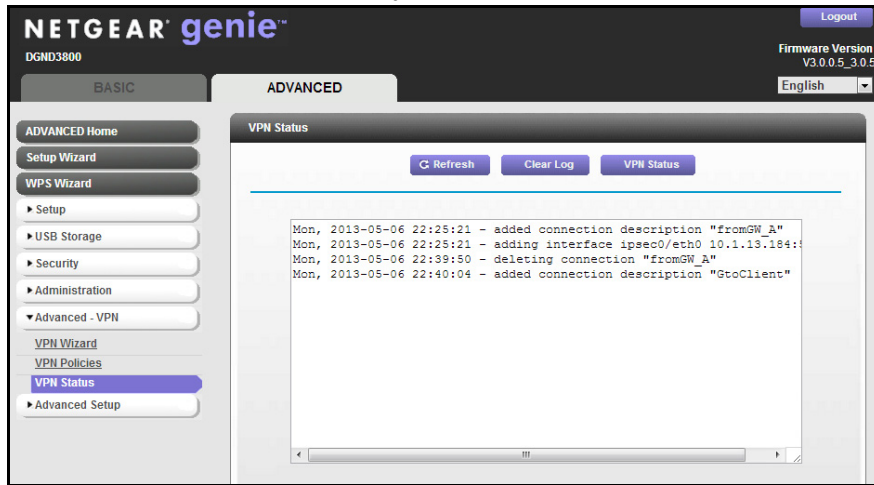 NETGEAR® genie™
DGND3800
Logout
Firmware Version
V3.0.0.5_3.0.5
English
BASIC
ADVANCED
ADVANCED Home
Setup Wizard
WPS Wizard
Setup
USB Storage
Security
Administration
Advanced - VPN
VPN Wizard
VPN Policies
VPN Status
Advanced Setup
VPN Status
Refresh
Clear Log
VPN Status
Mon, 2013-05-06 22:25:21 - added connection description "fromGW_A"
Mon, 2013-05-06 22:25:21 - adding interface ipsec0/eth0 10.1.13.184:
Mon, 2013-05-06 22:39:50 - deleting connection "fromGW_A"
Mon, 2013-05-06 22:40:04 - added connection description "GtoClient"